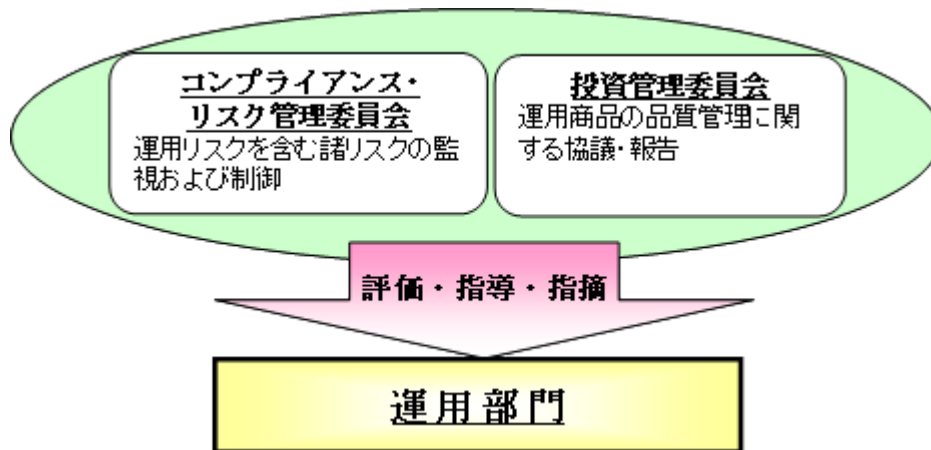 コンプライアンス・
リスク管理委員会
運用リスクを含む諸リスクの監
視および制御
投資管理委員会
運用商品の品質管理に関
する協議・報告
評価・指導・指摘
運用部門